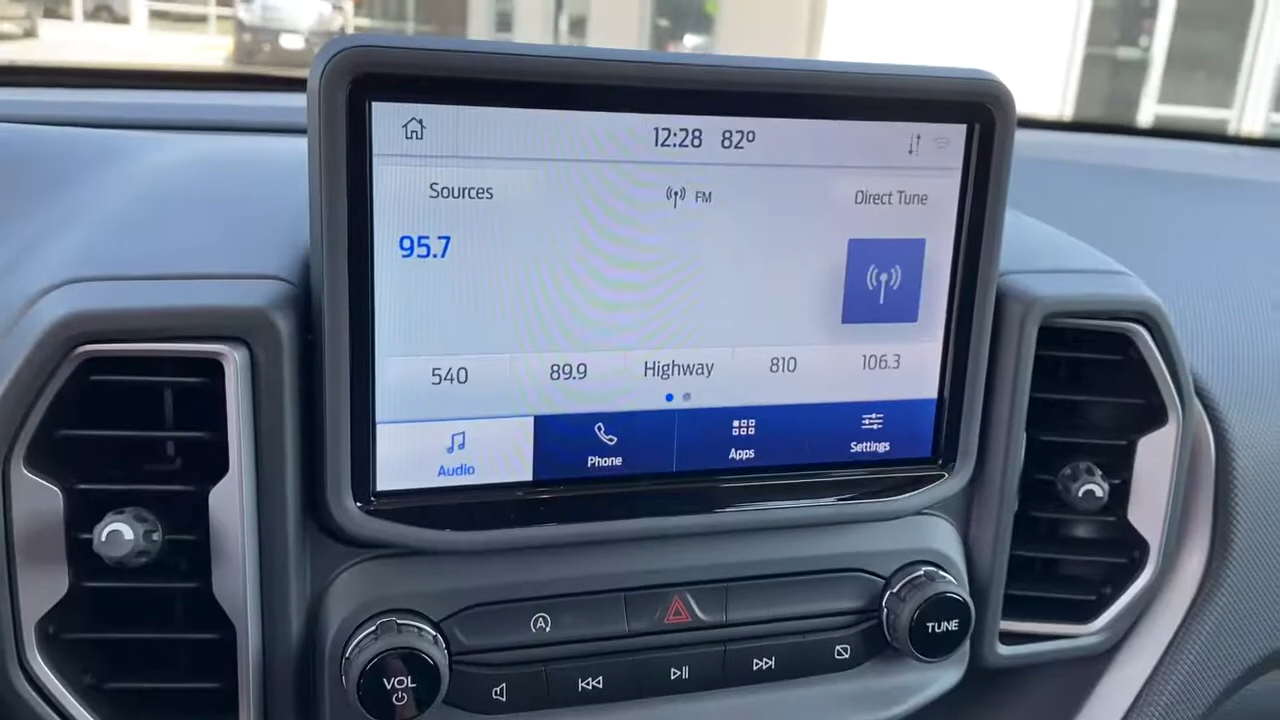 12:28 82º
Sources
FM
Direct Tune
95.7
540
89.9
Highway
810
106.3
Audio
Phone
Apps
Settings
A
TUNE
VOL